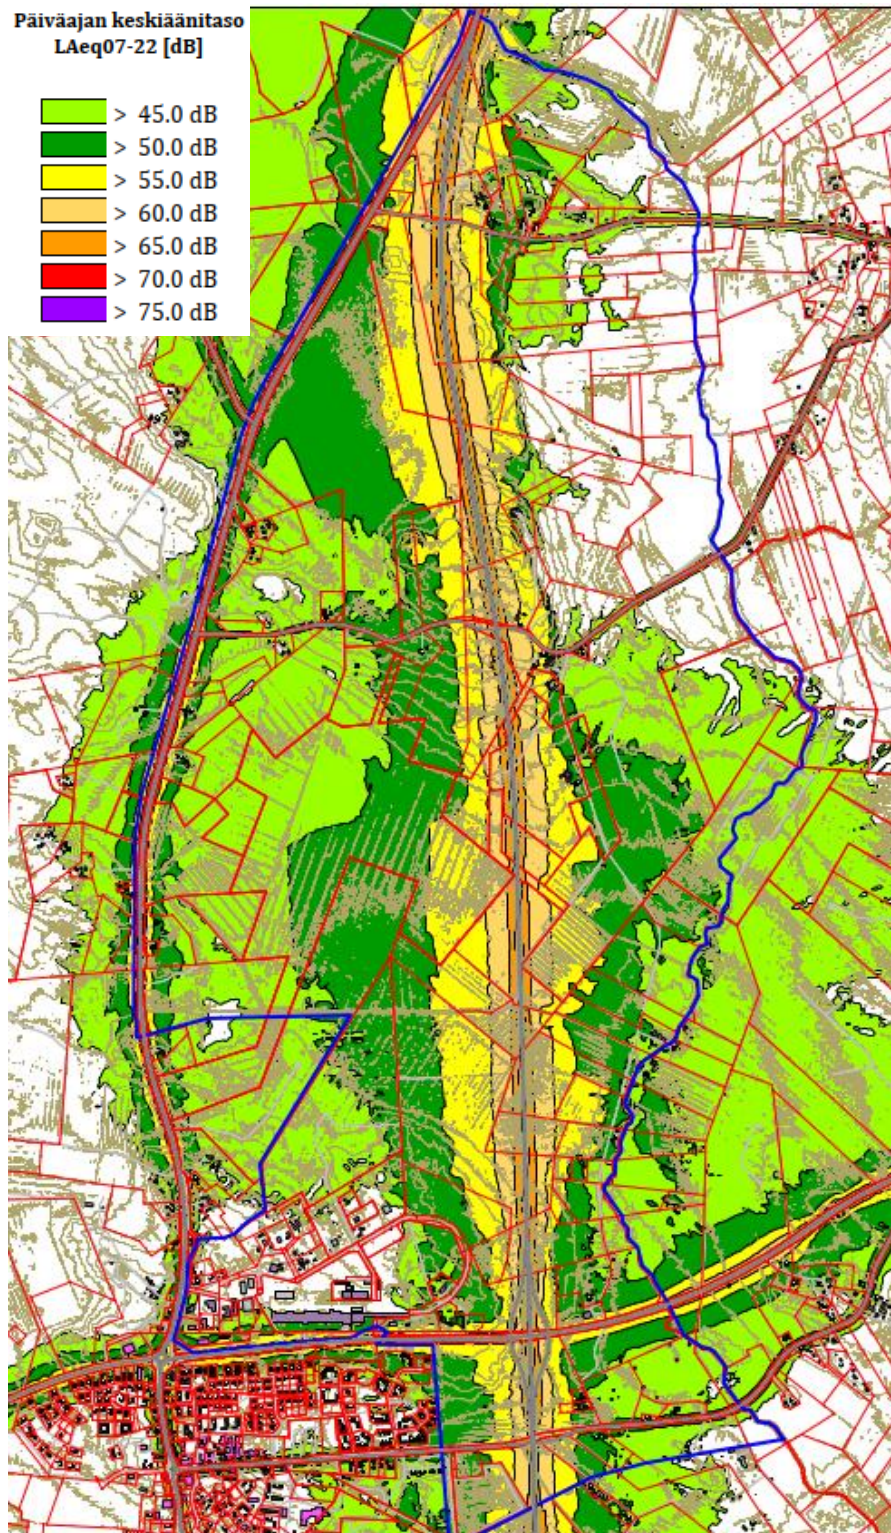 Päiväajan keskiäänitaso
LAeq07-22 [dB]
> 45.0 dB
> 50.0 dB
> 55.0 dB
> 60.0 dB
> 65.0 dB
> 70.0 dB
> 75.0 dB